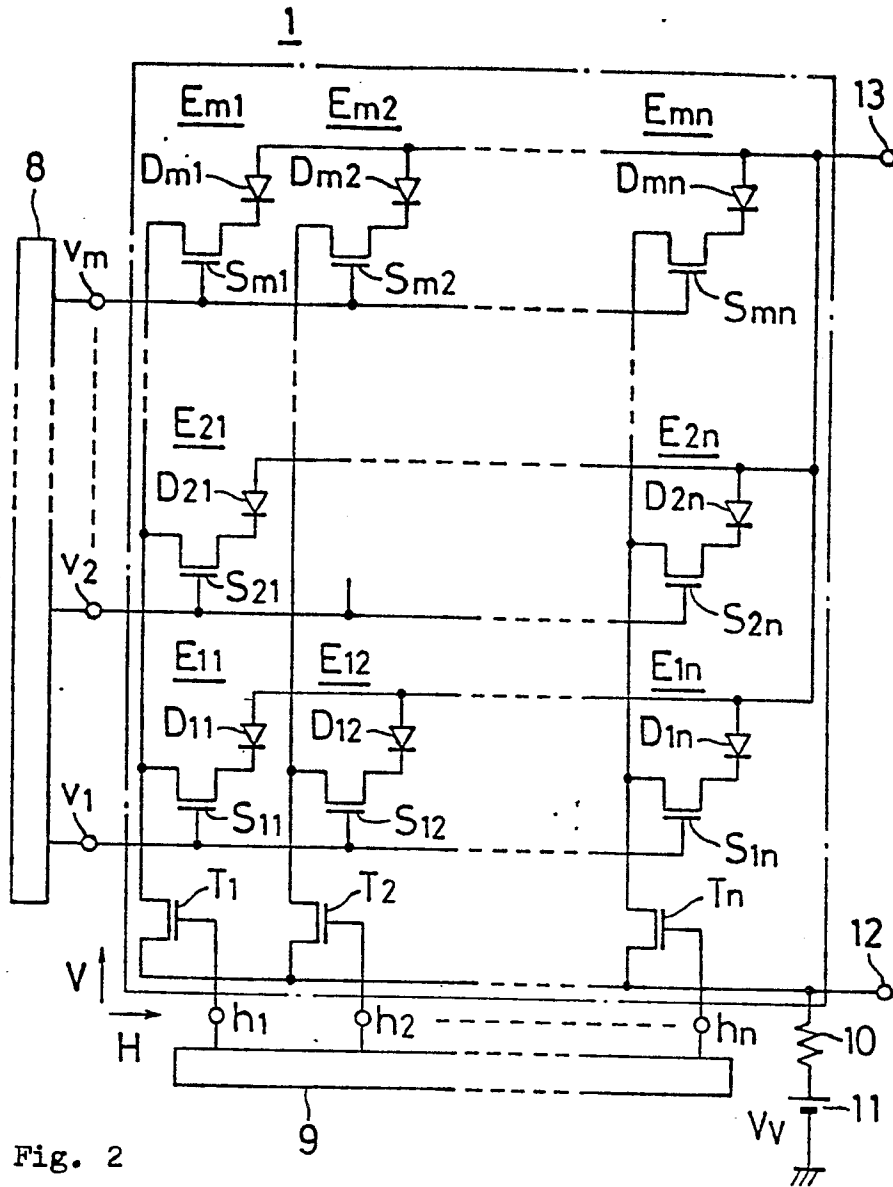 1
Em1 Em2 Emn 13
8 Dm1 Dm2 Dmn
vm Sm1 Sm2 Smn
E21 E2n
D21 D2n
v2 S21 S2n
E11 E12 E1n
D11 D12 D1n
v1 S11 S12 S1n
T1 T2 Tn
V 12
H h1 h2 hn 10
11
Vv
9
Fig. 2